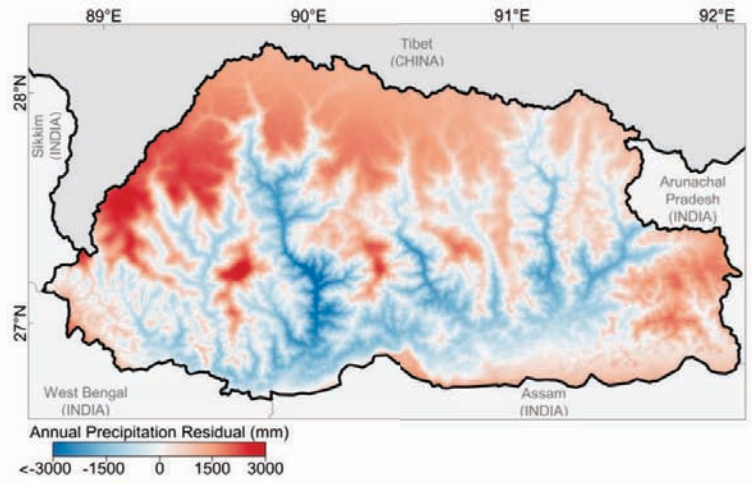 89°E 90°E 91°E 92°E
Tibet
(CHINA)
28°N
Sikkim
(INDIA)
Arunachal
Pradesh
(INDIA)
27°N
West Bengal
(INDIA)
Assam
(INDIA)
Annual Precipitation Residual (mm)
<-3000 -1500 0 1500 3000